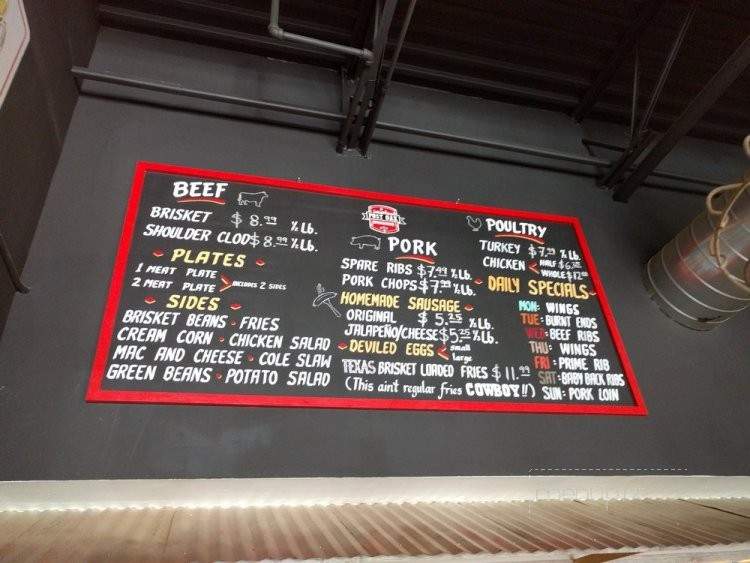 BEEF
BRISKET $8.99 ½ Lb.
SHOULDER CLOD $8.99 ½ Lb.
PLATES
1 MEAT PLATE
2 MEAT PLATE > INCLUDES 2 SIDES
SIDES
BRISKET BEANS • FRIES
CREAM CORN • CHICKEN SALAD
MAC AND CHEESE • COLE SLAW
GREEN BEANS • POTATO SALAD
POST OAK
PORK
SPARE RIBS $7.99 ½ Lb.
PORK CHOPS $7.99 ½ Lb.
HOMEMADE SAUSAGE
ORIGINAL $5.25 ½ Lb.
JALAPEÑO/CHEESE $5.25 ½ Lb.
DEVILED EGGS < small
large
TEXAS BRISKET LOADED FRIES $11.99
(This ain't regular fries COWBOY!!)
POULTRY
TURKEY $7.99 ½ Lb.
CHICKEN < HALF
WHOLE
DAILY SPECIALS
MON: WINGS
TUE: BURNT ENDS
WED: BEEF RIBS
THU: WINGS
FRI: PRIME RIB
SAT: BABY BACK RIBS
SUN: PORK LOIN